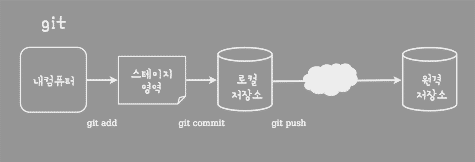 git
내컴퓨터
스테이지
영역
로컬
저장소
원격
저장소
git add
git commit
git push